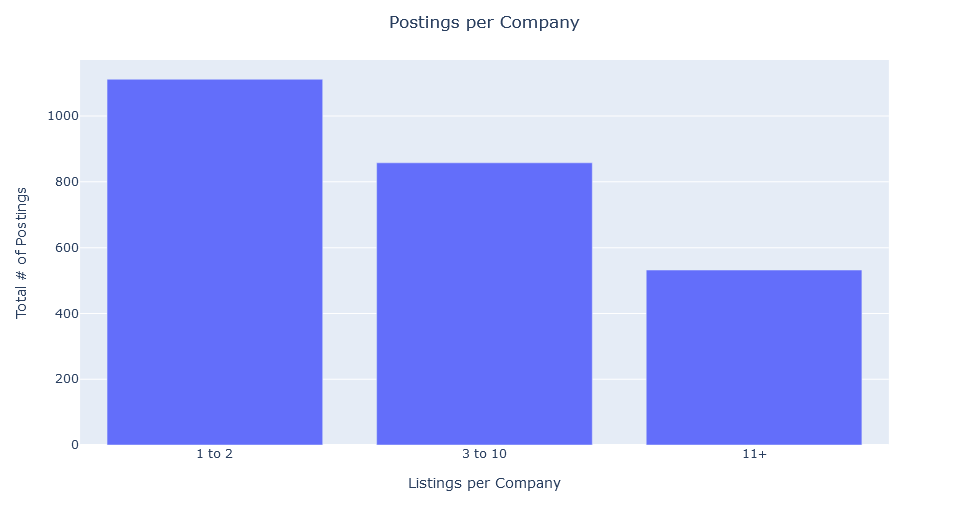 Postings per Company
Total # of Postings
1000
800
600
400
200
0
1 to 2
3 to 10
11+
Listings per Company